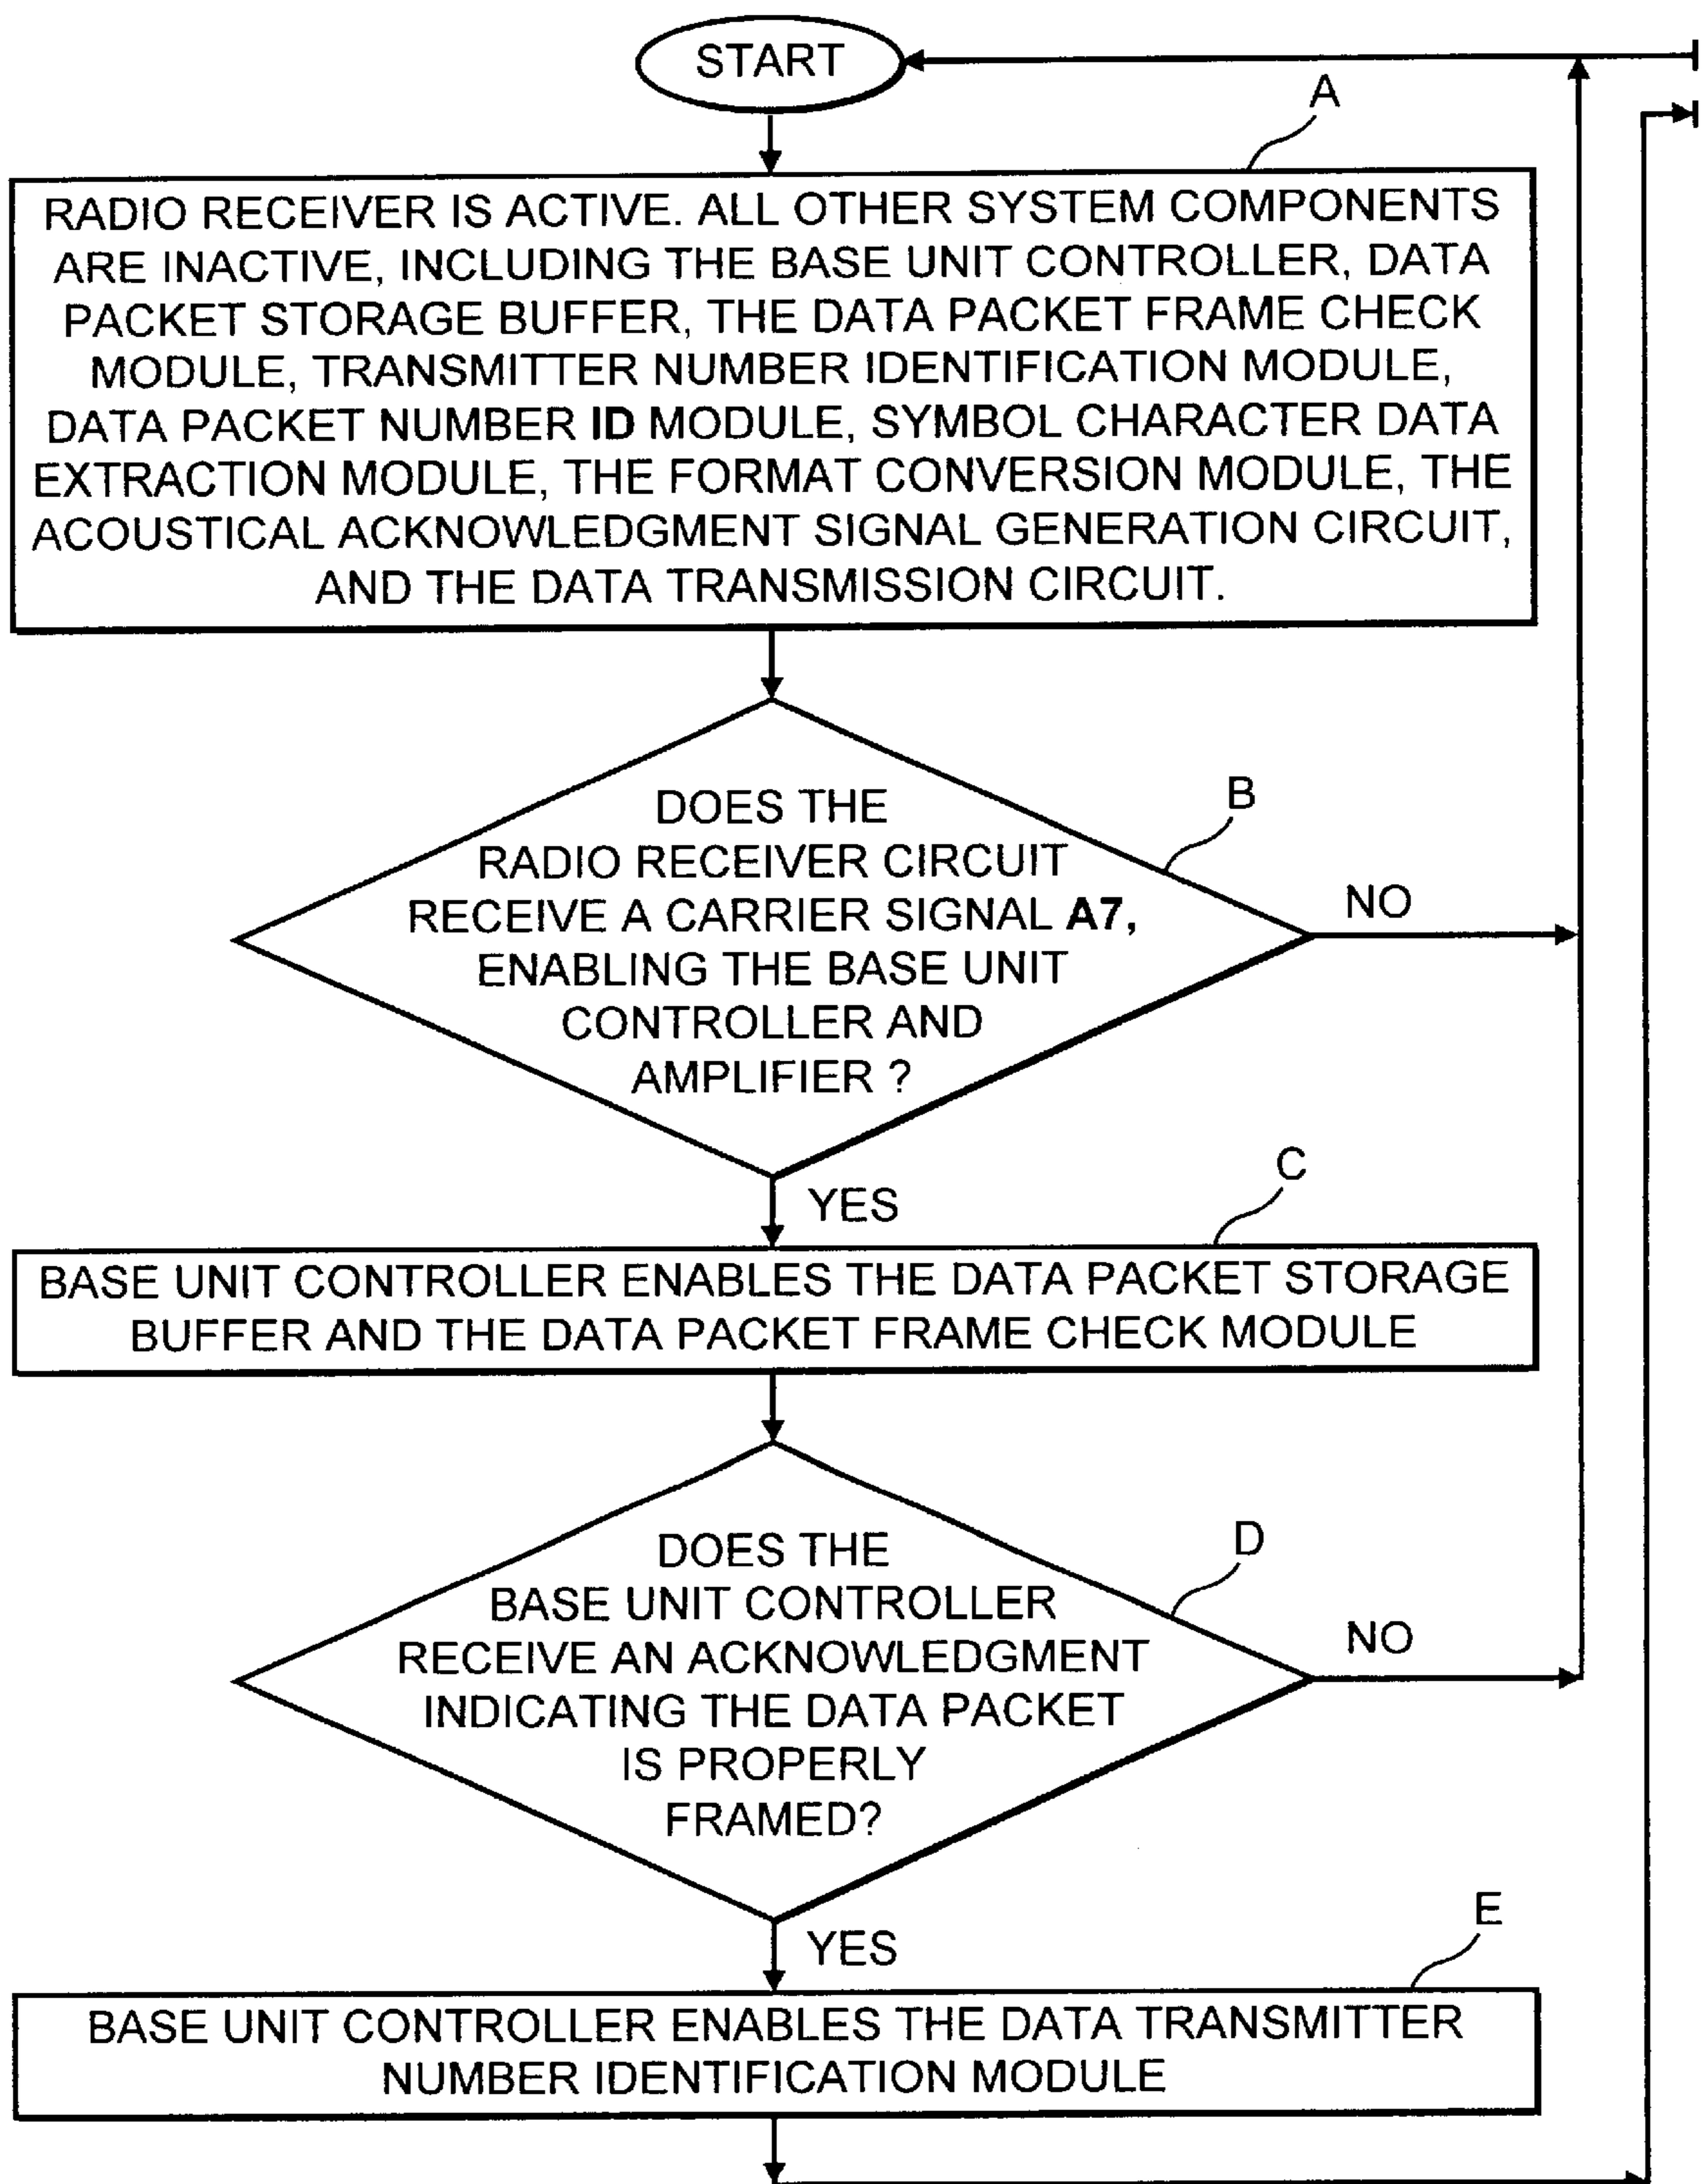 START
A
RADIO RECEIVER IS ACTIVE. ALL OTHER SYSTEM COMPONENTS
ARE INACTIVE, INCLUDING THE BASE UNIT CONTROLLER, DATA
PACKET STORAGE BUFFER, THE DATA PACKET FRAME CHECK
MODULE, TRANSMITTER NUMBER IDENTIFICATION MODULE,
DATA PACKET NUMBER ID MODULE, SYMBOL CHARACTER DATA
EXTRACTION MODULE, THE FORMAT CONVERSION MODULE, THE
ACOUSTICAL ACKNOWLEDGMENT SIGNAL GENERATION CIRCUIT,
AND THE DATA TRANSMISSION CIRCUIT.
B
DOES THE
RADIO RECEIVER CIRCUIT
RECEIVE A CARRIER SIGNAL A7,
ENABLING THE BASE UNIT
CONTROLLER AND
AMPLIFIER ?
NO
YES
C
BASE UNIT CONTROLLER ENABLES THE DATA PACKET STORAGE
BUFFER AND THE DATA PACKET FRAME CHECK MODULE
D
DOES THE
BASE UNIT CONTROLLER
RECEIVE AN ACKNOWLEDGMENT
INDICATING THE DATA PACKET
IS PROPERLY
FRAMED?
NO
YES
E
BASE UNIT CONTROLLER ENABLES THE DATA TRANSMITTER
NUMBER IDENTIFICATION MODULE